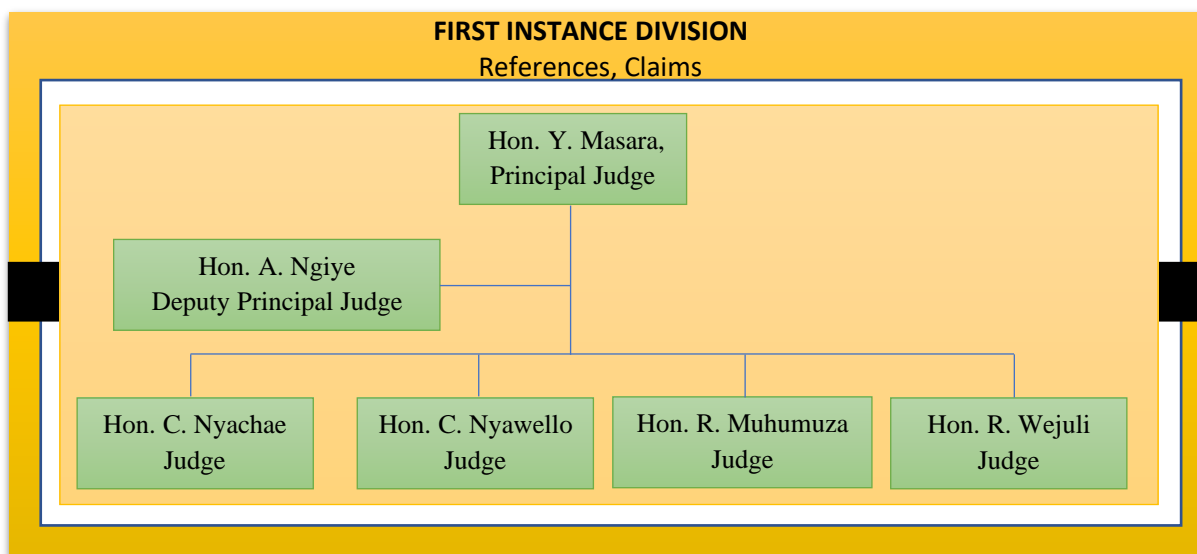 FIRST INSTANCE DIVISION
References, Claims
Hon. Y. Masara,
Principal Judge
Hon. A. Ngiye
Deputy Principal Judge
Hon. C. Nyachae
Judge
Hon. C. Nyawello
Judge
Hon. R. Muhumuza
Judge
Hon. R. Wejuli
Judge